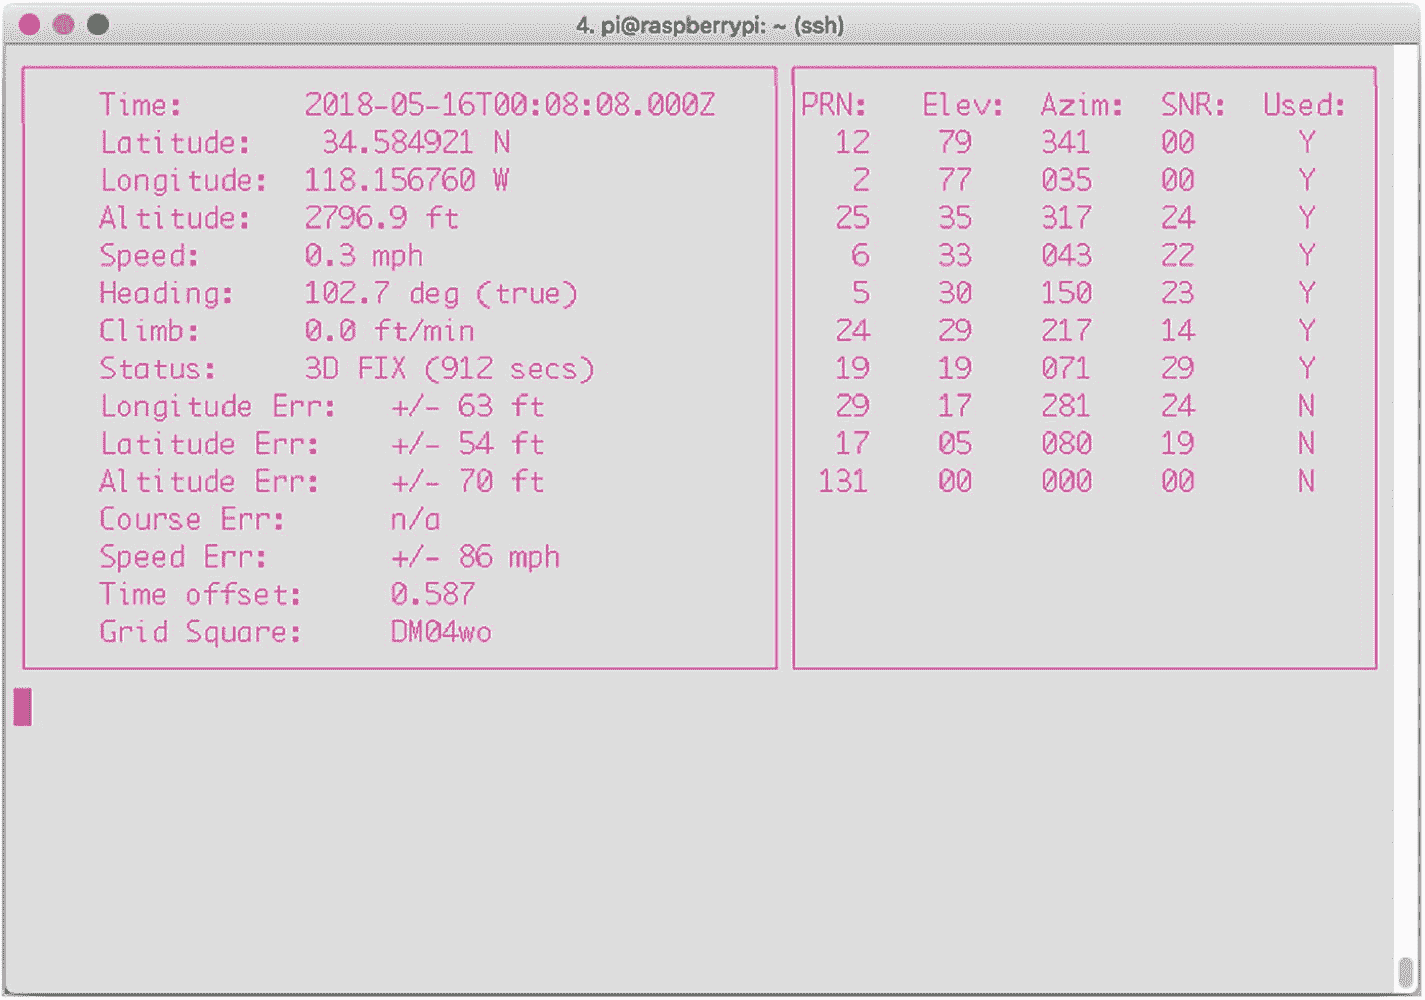 4. pi@raspberrypi: ~ (ssh)
Time: 2018-05-16T00:08:08.000Z
Latitude: 34.584921 N
Longitude: 118.156760 W
Altitude: 2796.9 ft
Speed: 0.3 mph
Heading: 102.7 deg (true)
Climb: 0.0 ft/min
Status: 3D FIX (912 secs)
Longitude Err: +/- 63 ft
Latitude Err: +/- 54 ft
Altitude Err: +/- 70 ft
Course Err: n/a
Speed Err: +/- 86 mph
Time offset: 0.587
Grid Square: DM04wo
PRN: Elev: Azim: SNR: Used:
12 79 341 00 Y
2 77 035 00 Y
25 35 317 24 Y
6 33 043 22 Y
5 30 150 23 Y
24 29 217 14 Y
19 19 071 29 Y
29 17 281 24 N
17 05 080 19 N
131 00 000 00 N